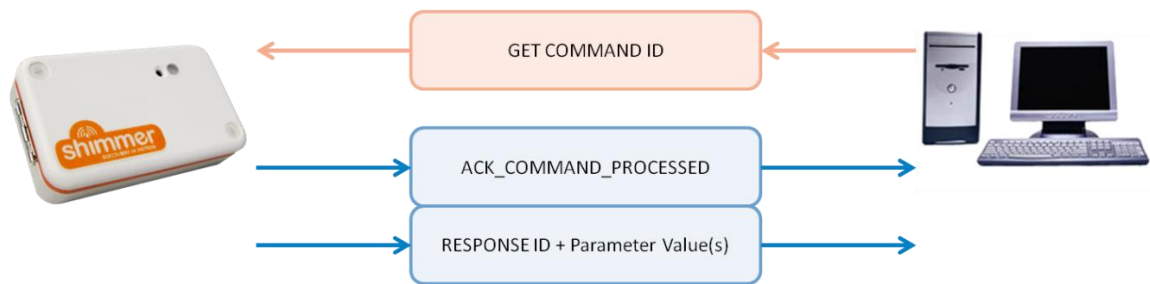 GET COMMAND ID
shimmer
ACK_COMMAND_PROCESSED
RESPONSE ID + Parameter Value(s)